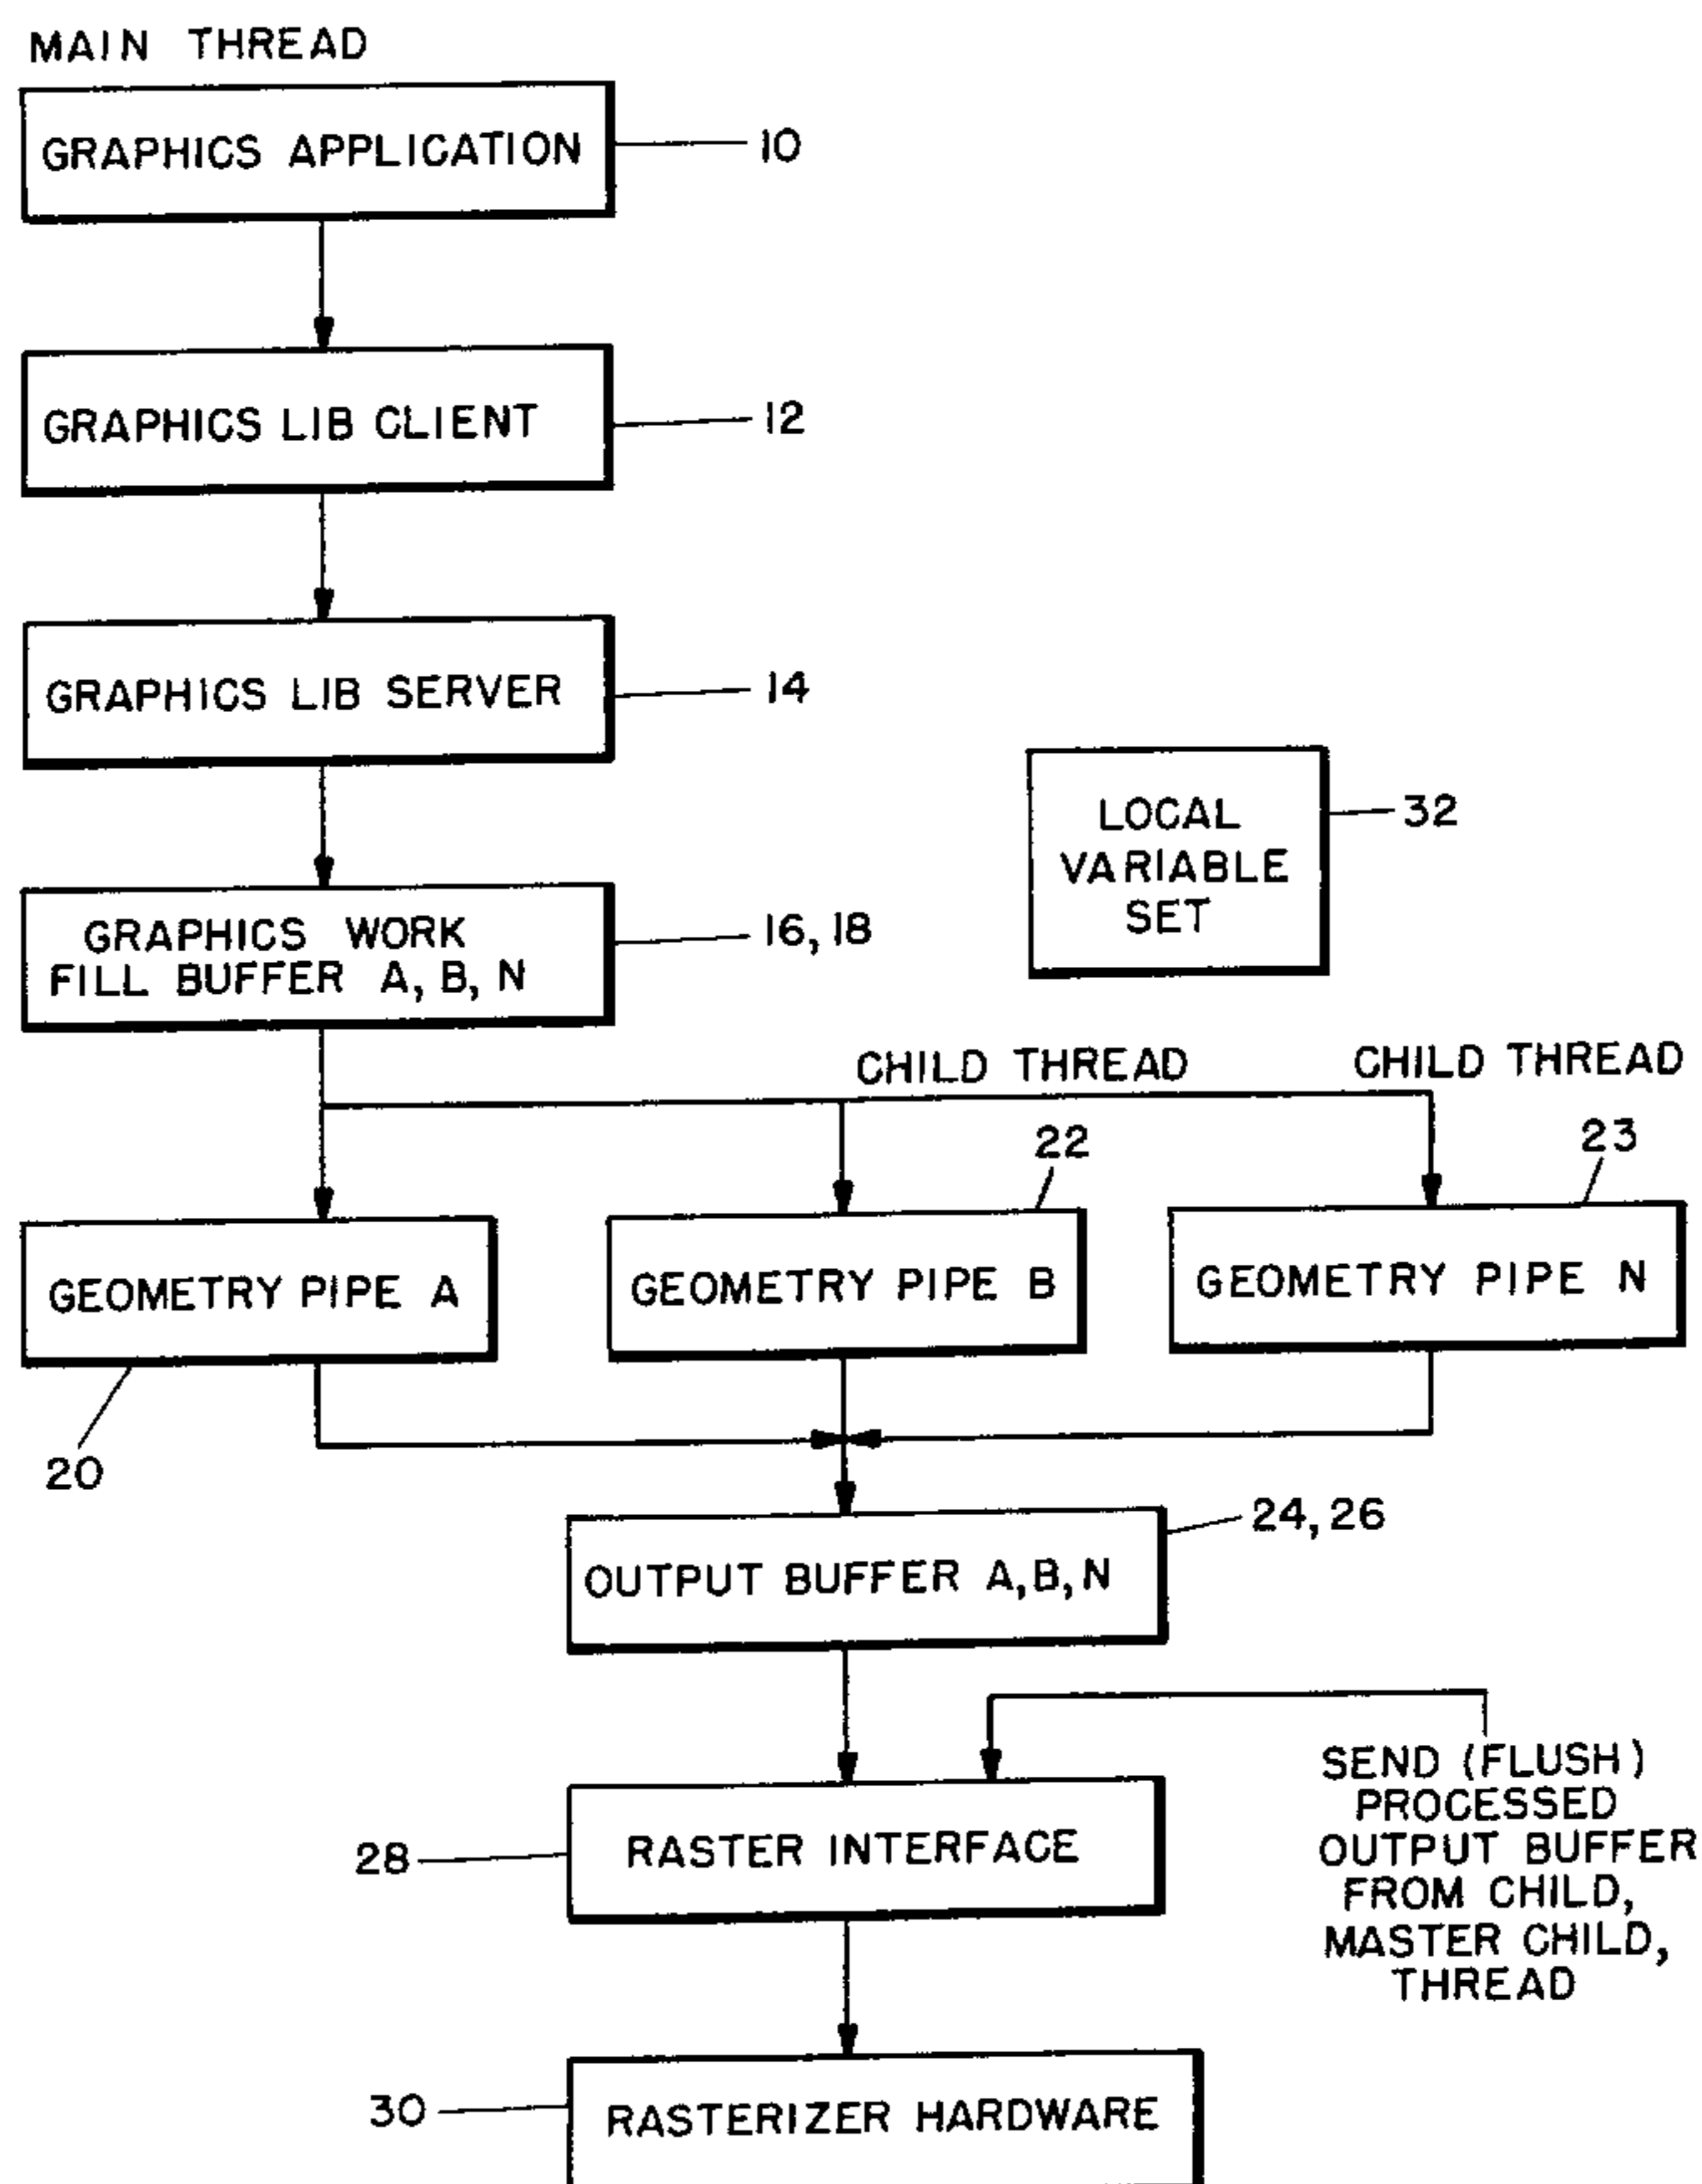 MAIN THREAD
GRAPHICS APPLICATION
10
GRAPHICS LIB CLIENT
12
GRAPHICS LIB SERVER
14
LOCAL
VARIABLE
SET
32
GRAPHICS WORK
FILL BUFFER A, B, N
16, 18
CHILD THREAD
CHILD THREAD
22
23
GEOMETRY PIPE A
GEOMETRY PIPE B
GEOMETRY PIPE N
20
24, 26
OUTPUT BUFFER A, B, N
SEND (FLUSH)
PROCESSED
OUTPUT BUFFER
FROM CHILD,
MASTER CHILD,
THREAD
28
RASTER INTERFACE
30
RASTERIZER HARDWARE